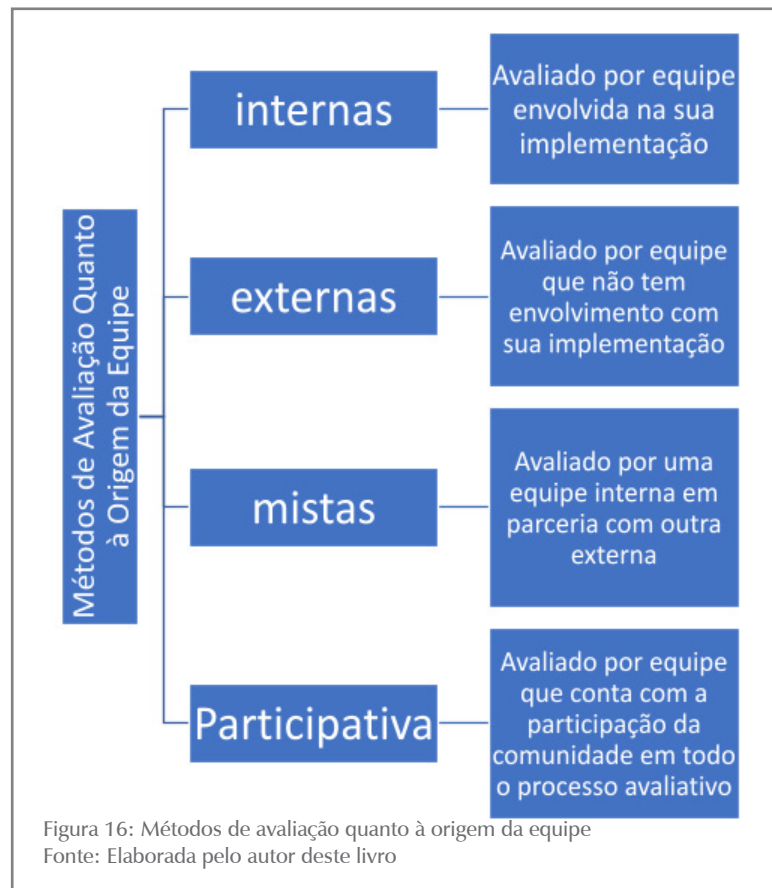 Métodos de Avaliação Quanto
à Origem da Equipe
internas
Avaliado por equipe
envolvida na sua
implementação
externas
Avaliado por equipe
que não tem
envolvimento com
sua implementação
mistas
Avaliado por uma
equipe interna em
parceria com outra
externa
Participativa
Avaliado por equipe
que conta com a
participação da
comunidade em todo
o processo avaliativo
Figura 16: Métodos de avaliação quanto à origem da equipe
Fonte: Elaborada pelo autor deste livro